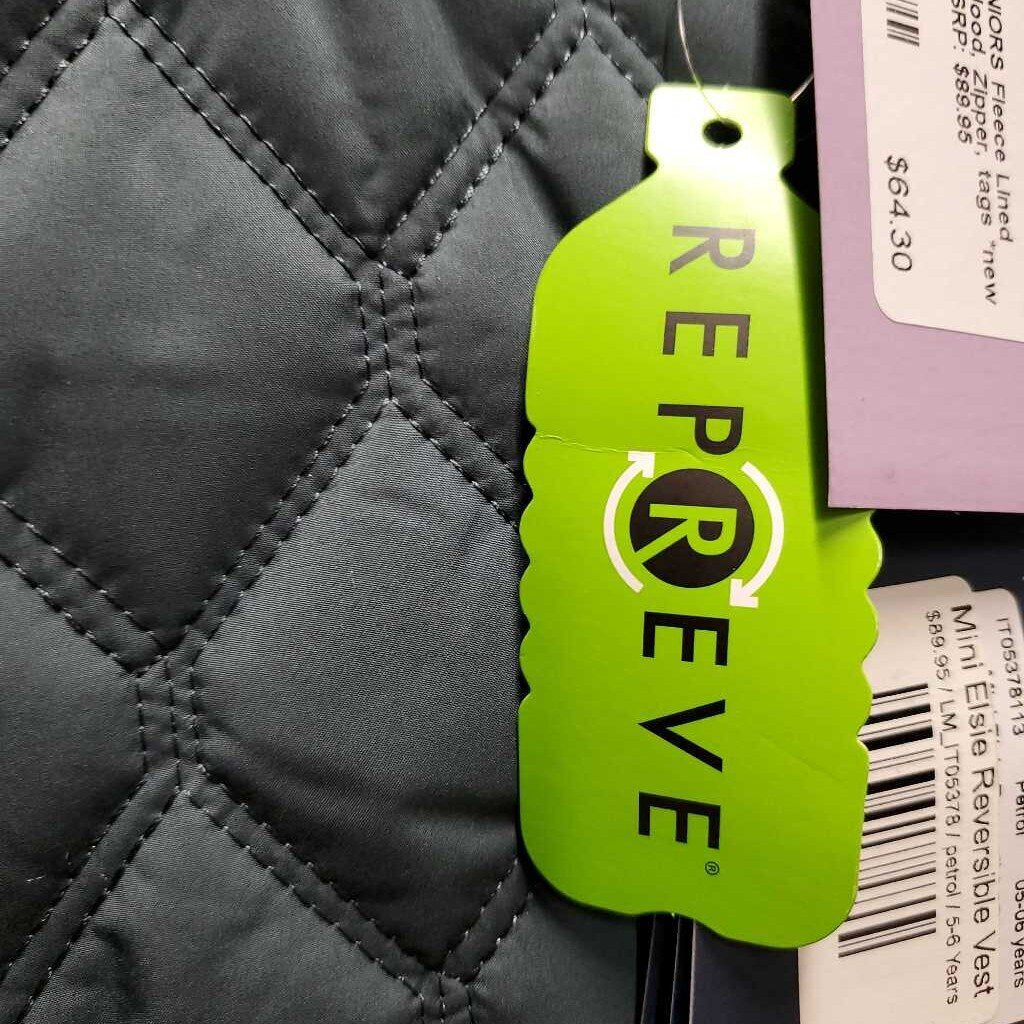 NIORS Fleece Lined
Hood, Zipper, tags "new
SRP: $89.95
$64.30
REPREVE®
IT05378113
Petrol
05-06 years
Mini Elsie Reversible Vest
$89.95 / LM_IT05378 / petrol / 5-6 Years